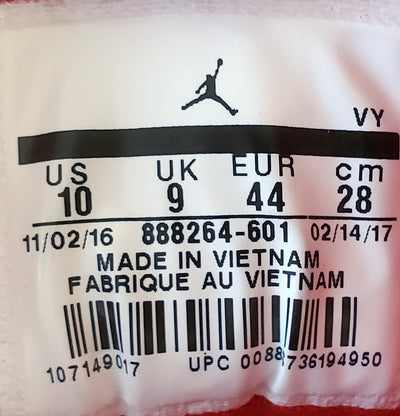 VY
US UK EUR cm
10 9 44 28
11/02/16 888264-601 02/14/17
MADE IN VIETNAM
FABRIQUE AU VIETNAM
107149017 UPC 00888736194950